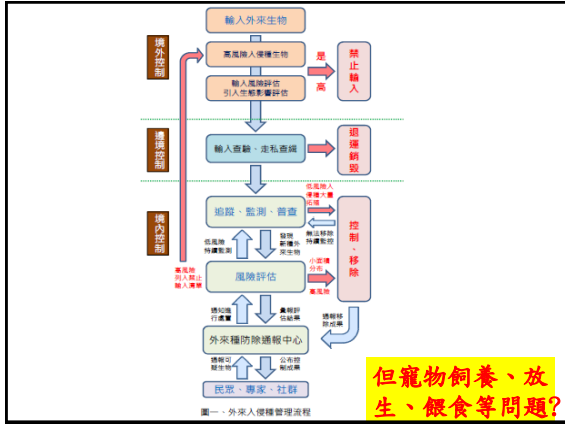 輸入外來生物
境外控制
高風險入侵種生物
是
高
禁止輸入
輸入風險評估
引入生態影響評估
邊境控制
輸入查驗、走私查緝
退運銷毀
境內控制
低風險入
侵種大量
拓殖
追蹤、監測、普查
無法移除
持續監控
控制、移除
低風險
持續監測
發現
新種外
來生物
高風險
列入禁止
輸入清單
風險評估
小面積
分布
高風險
通知進
行處置
彙報評
估結果
通報移
除成果
外來種防除通報中心
通報可
疑生物
公布控
制成果
民眾、專家、社群
圖一、外來入侵種管理流程
但寵物飼養、放
生、餵食等問題?